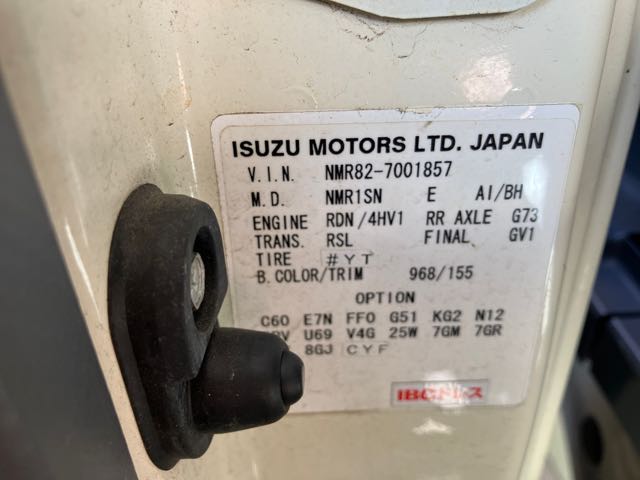 ISUZU MOTORS LTD. JAPAN
V.I.N. NMR82-7001857
M.D. NMR1SN E AI/BH
ENGINE RDN/4HV1 RR AXLE G73
TRANS. RSL FINAL GV1
TIRE #YT
B.COLOR/TRIM 968/155
OPTION
C60 E7N FF0 G51 KG2 N12
U69 V4G 25W 7GM 7GR
8GJ CYF